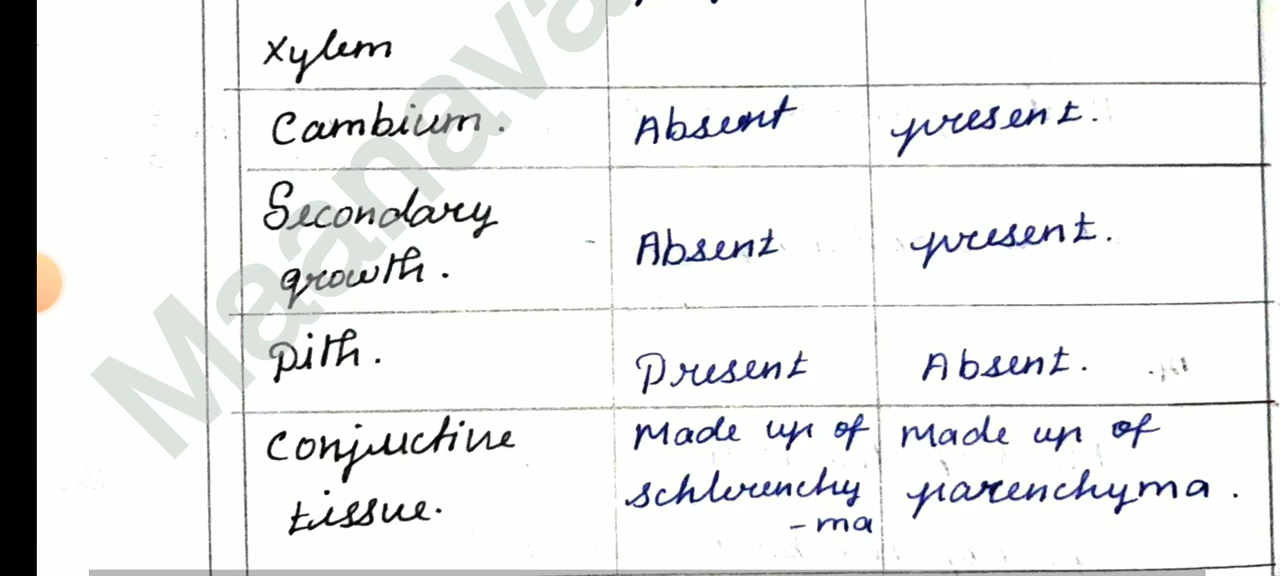 xylem
Cambium. Absent present.
Secondary
growth. Absent present.
Pith. Present Absent.
Conjuctive Made up of Made up of
tissue. schlerenchy parenchyma.
-ma
Maanava